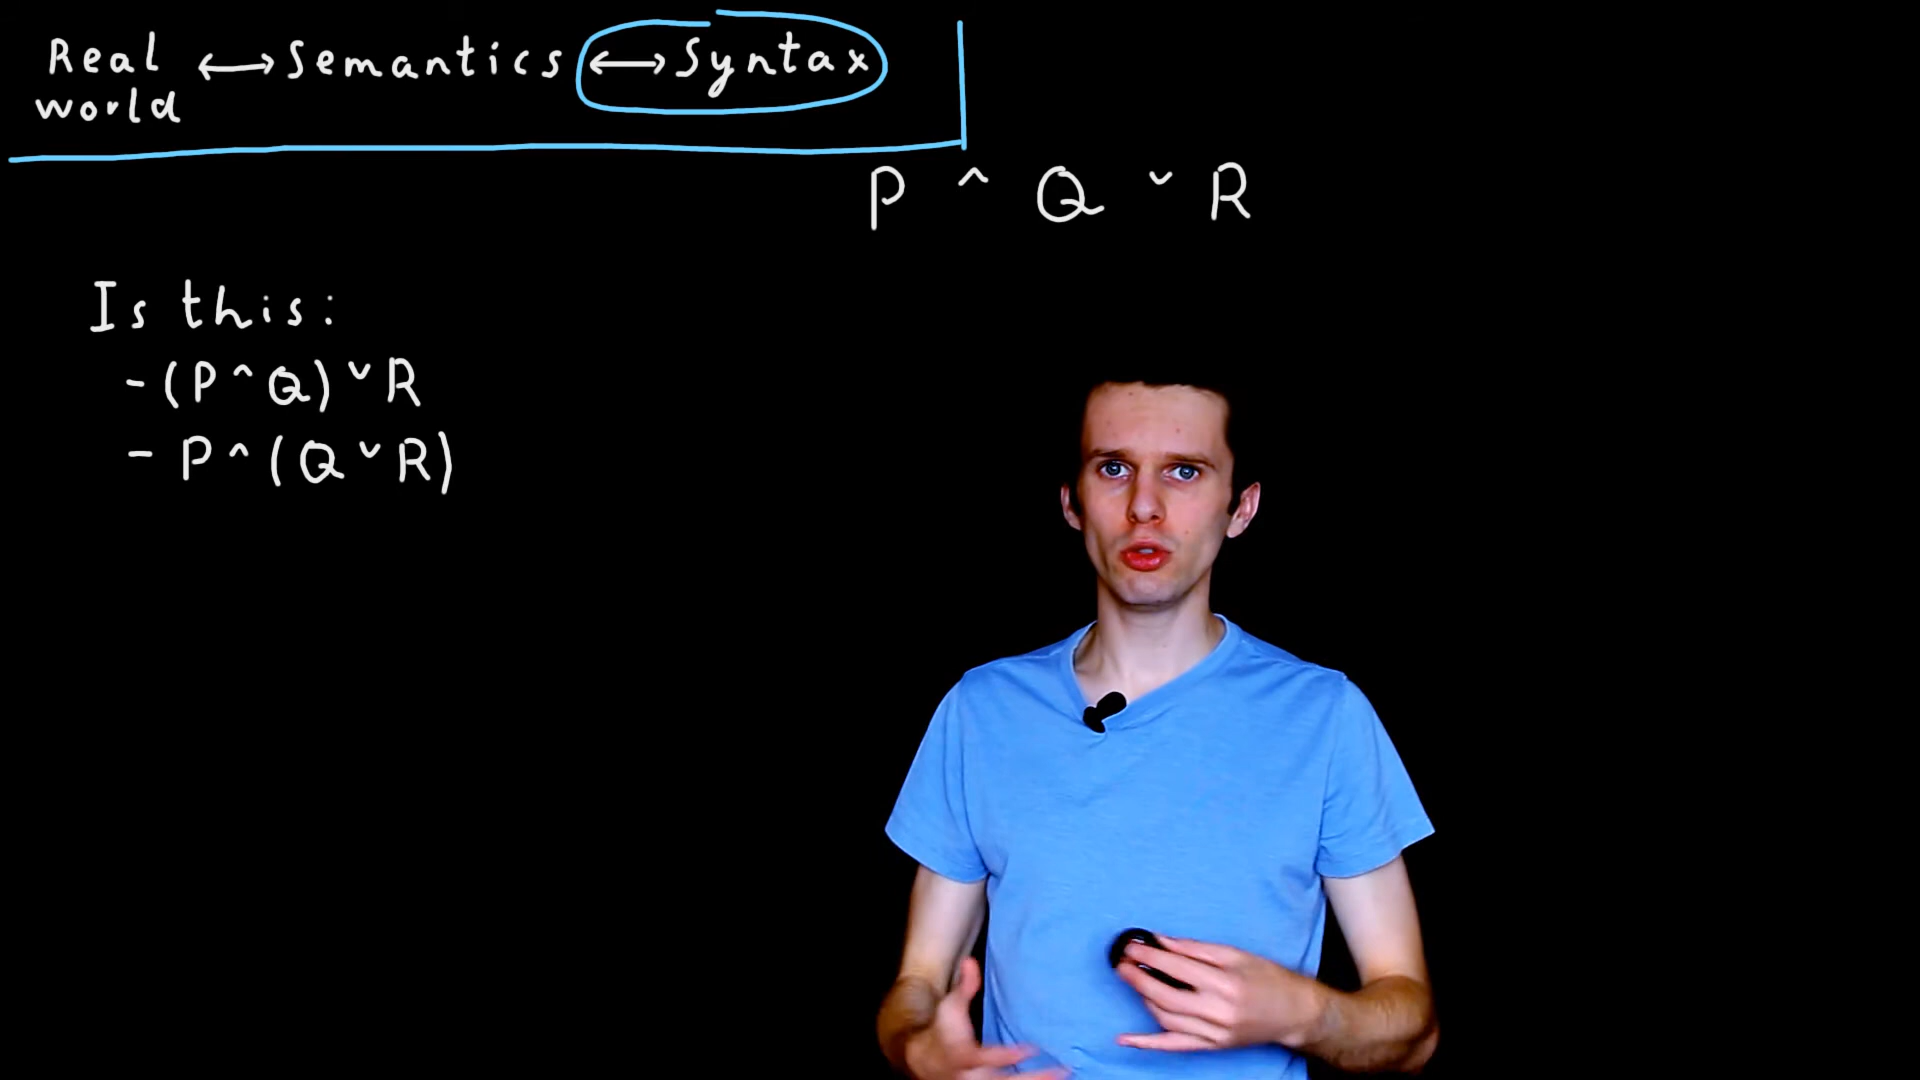 Real ⟷ Semantics ⟷ Syntax
world
P ^ Q ˅ R
Is this:
- (P ^ Q) ˅ R
- P ^ (Q ˅ R)